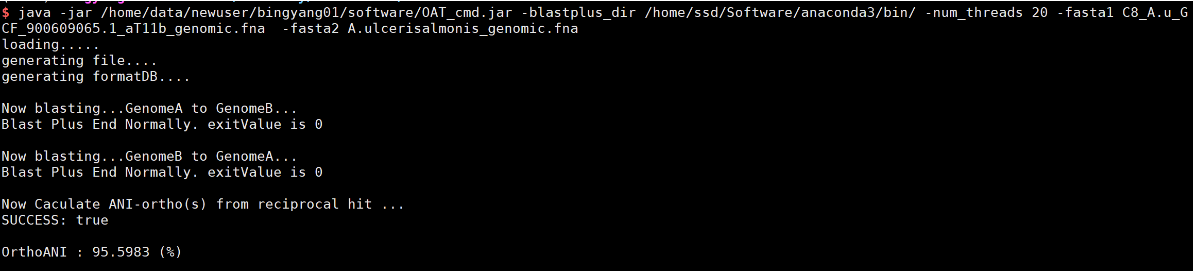 $ java -jar /home/data/newuser/bingyang01/software/OAT_cmd.jar -blastplus_dir /home/ssd/Software/anaconda3/bin/ -num_threads 20 -fasta1 C8_A.u_G
CF_900609065.1_aT11b_genomic.fna  -fasta2 A.ulcerisalmonis_genomic.fna
loading.....
generating file....
generating formatDB....
Now blasting...GenomeA to GenomeB...
Blast Plus End Normally. exitValue is 0
Now blasting...GenomeB to GenomeA...
Blast Plus End Normally. exitValue is 0
Now Caculate ANI-ortho(s) from reciprocal hit ...
SUCCESS: true
OrthoANI : 95.5983 (%)